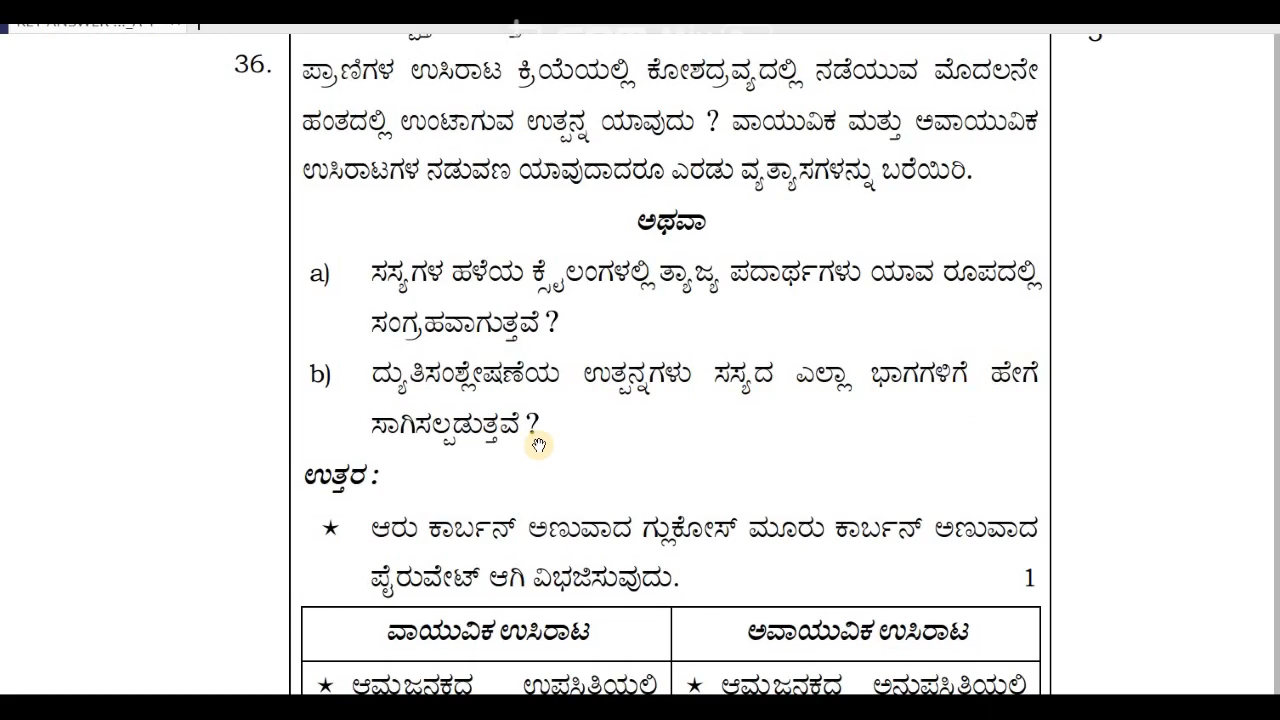 36.
ಪ್ರಾಣಿಗಳ ಉಸಿರಾಟ ಕ್ರಿಯೆಯಲ್ಲಿ ಕೋಶದ್ರವ್ಯದಲ್ಲಿ ನಡೆಯುವ ಮೊದಲನೇ
ಹಂತದಲ್ಲಿ ಉಂಟಾಗುವ ಉತ್ಪನ್ನ ಯಾವುದು ? ವಾಯುವಿಕ ಮತ್ತು ಅವಾಯುವಿಕ
ಉಸಿರಾಟಗಳ ನಡುವಣ ಯಾವುದಾದರೂ ಎರಡು ವ್ಯತ್ಯಾಸಗಳನ್ನು ಬರೆಯಿರಿ.
ಅಥವಾ
a) ಸಸ್ಯಗಳ ಹಳೆಯ ಕ್ಸೈಲಂಗಳಲ್ಲಿ ತ್ಯಾಜ್ಯ ಪದಾರ್ಥಗಳು ಯಾವ ರೂಪದಲ್ಲಿ
ಸಂಗ್ರಹವಾಗುತ್ತವೆ ?
b) ದ್ಯುತಿಸಂಶ್ಲೇಷಣೆಯ ಉತ್ಪನ್ನಗಳು ಸಸ್ಯದ ಎಲ್ಲಾ ಭಾಗಗಳಿಗೆ ಹೇಗೆ
ಸಾಗಿಸಲ್ಪಡುತ್ತವೆ ?
ಉತ್ತರ :
★ ಆರು ಕಾರ್ಬನ್ ಅಣುವಾದ ಗ್ಲುಕೋಸ್ ಮೂರು ಕಾರ್ಬನ್ ಅಣುವಾದ
ಪೈರುವೇಟ್ ಆಗಿ ವಿಭಜಿಸುವುದು. 1
ವಾಯುವಿಕ ಉಸಿರಾಟ ಅವಾಯುವಿಕ ಉಸಿರಾಟ
★ ಆಮ್ಲಜನಕದ ಉಪಸ್ಥಿತಿಯಲ್ಲಿ ★ ಆಮ್ಲಜನಕದ ಅನುಪಸ್ಥಿತಿಯಲ್ಲಿ